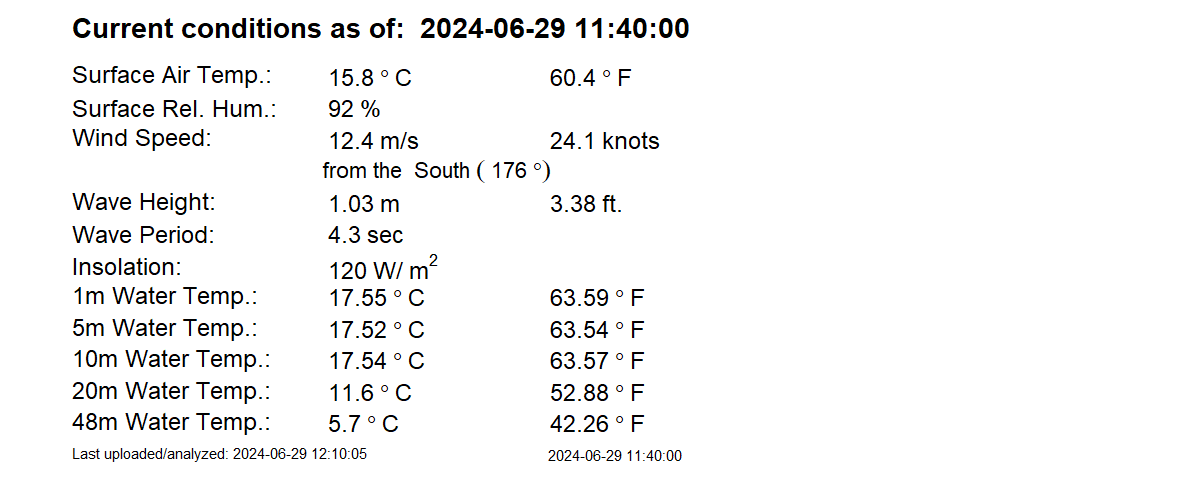 Current conditions as of: 2024-06-29 11:40:00
Surface Air Temp.: 15.8 ° C 60.4 ° F
Surface Rel. Hum.: 92 %
Wind Speed: 12.4 m/s 24.1 knots
from the South ( 176 °)
Wave Height: 1.03 m 3.38 ft.
Wave Period: 4.3 sec
Insolation: 120 W/ m²
1m Water Temp.: 17.55 ° C 63.59 ° F
5m Water Temp.: 17.52 ° C 63.54 ° F
10m Water Temp.: 17.54 ° C 63.57 ° F
20m Water Temp.: 11.6 ° C 52.88 ° F
48m Water Temp.: 5.7 ° C 42.26 ° F
Last uploaded/analyzed: 2024-06-29 12:10:05 2024-06-29 11:40:00